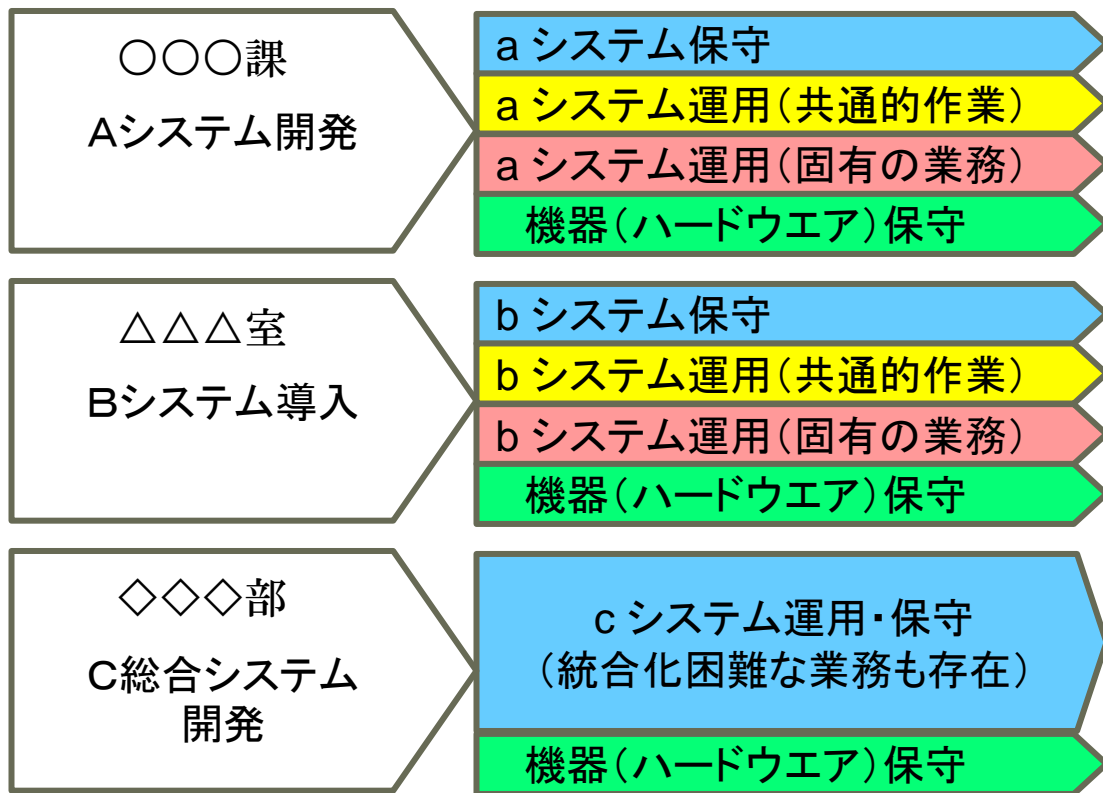 ○○○課
Aシステム開発
a システム保守
a システム運用(共通的作業)
a システム運用(固有の業務)
機器(ハードウエア)保守
△△△室
Bシステム導入
b システム保守
b システム運用(共通的作業)
b システム運用(固有の業務)
機器(ハードウエア)保守
◇◇◇部
C総合システム
開発
c システム運用・保守
(統合化困難な業務も存在)
機器(ハードウエア)保守